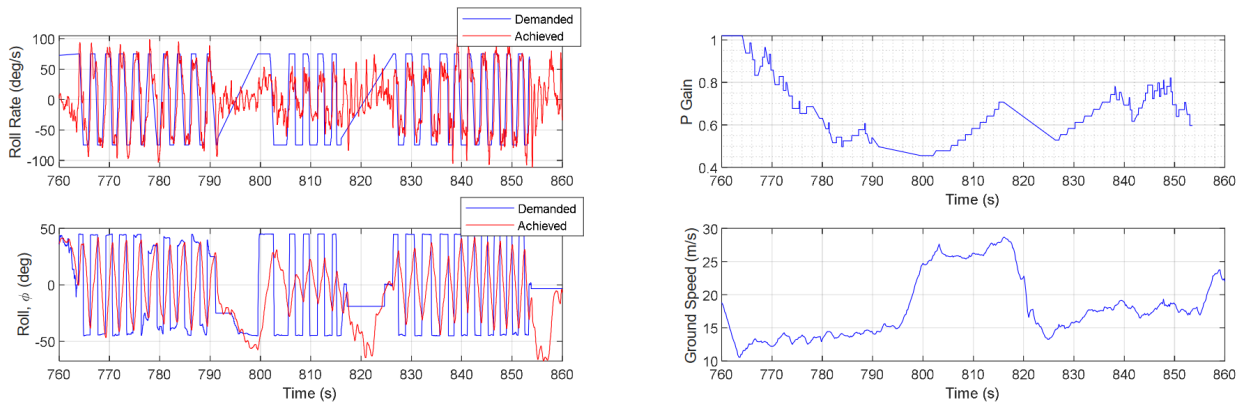 Demanded
Achieved
Roll Rate (deg/s)
100
50
0
-50
-100
760 770 780 790 800 810 820 830 840 850 860
Demanded
Achieved
Roll, ϕ (deg)
50
0
-50
760 770 780 790 800 810 820 830 840 850 860
Time (s)
P Gain
1
0.8
0.6
0.4
760 770 780 790 800 810 820 830 840 850 860
Time (s)
Ground Speed (m/s)
30
25
20
15
10
760 770 780 790 800 810 820 830 840 850 860
Time (s)